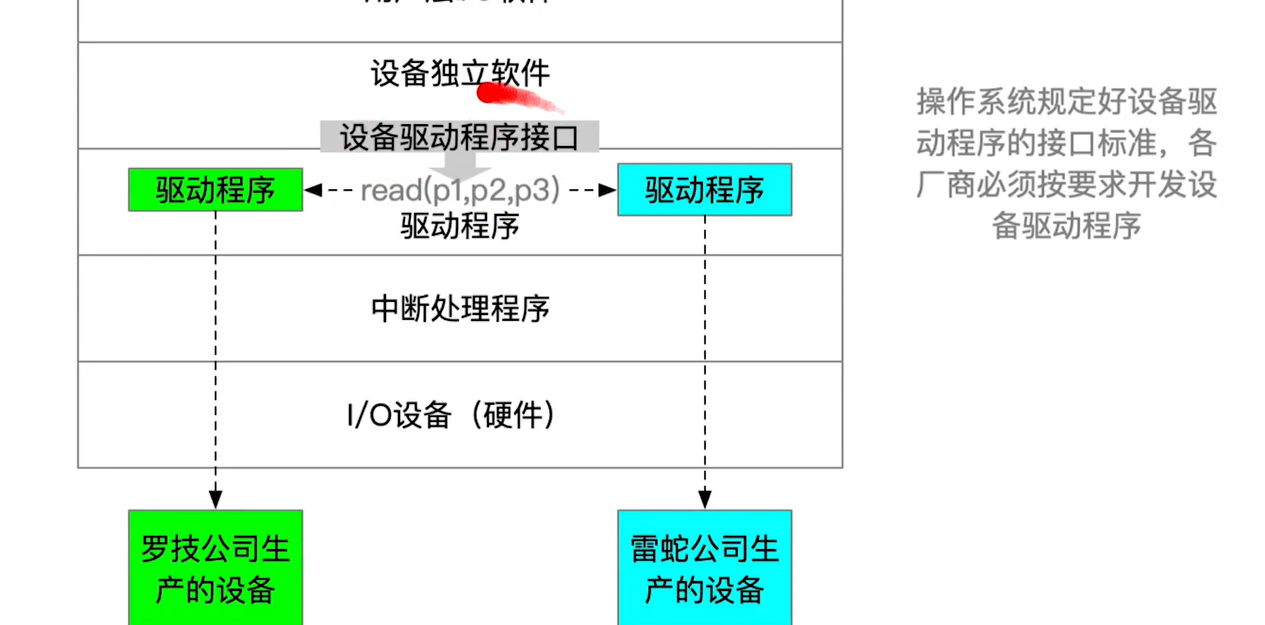 设备独立软件
设备驱动程序接口
操作系统规定好设备驱
动程序的接口标准，各
厂商必须按要求开发设
备驱动程序
驱动程序
read(p1,p2,p3)
驱动程序
驱动程序
中断处理程序
I/O设备（硬件）
罗技公司生
产的设备
雷蛇公司生
产的设备